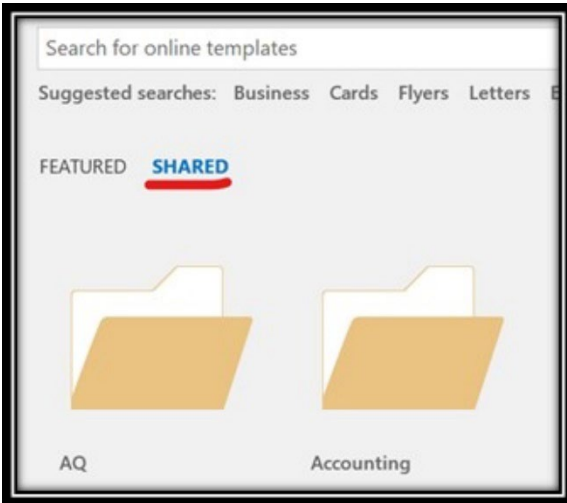 Search for online templates
Suggested searches: Business Cards Flyers Letters
FEATURED SHARED
AQ Accounting